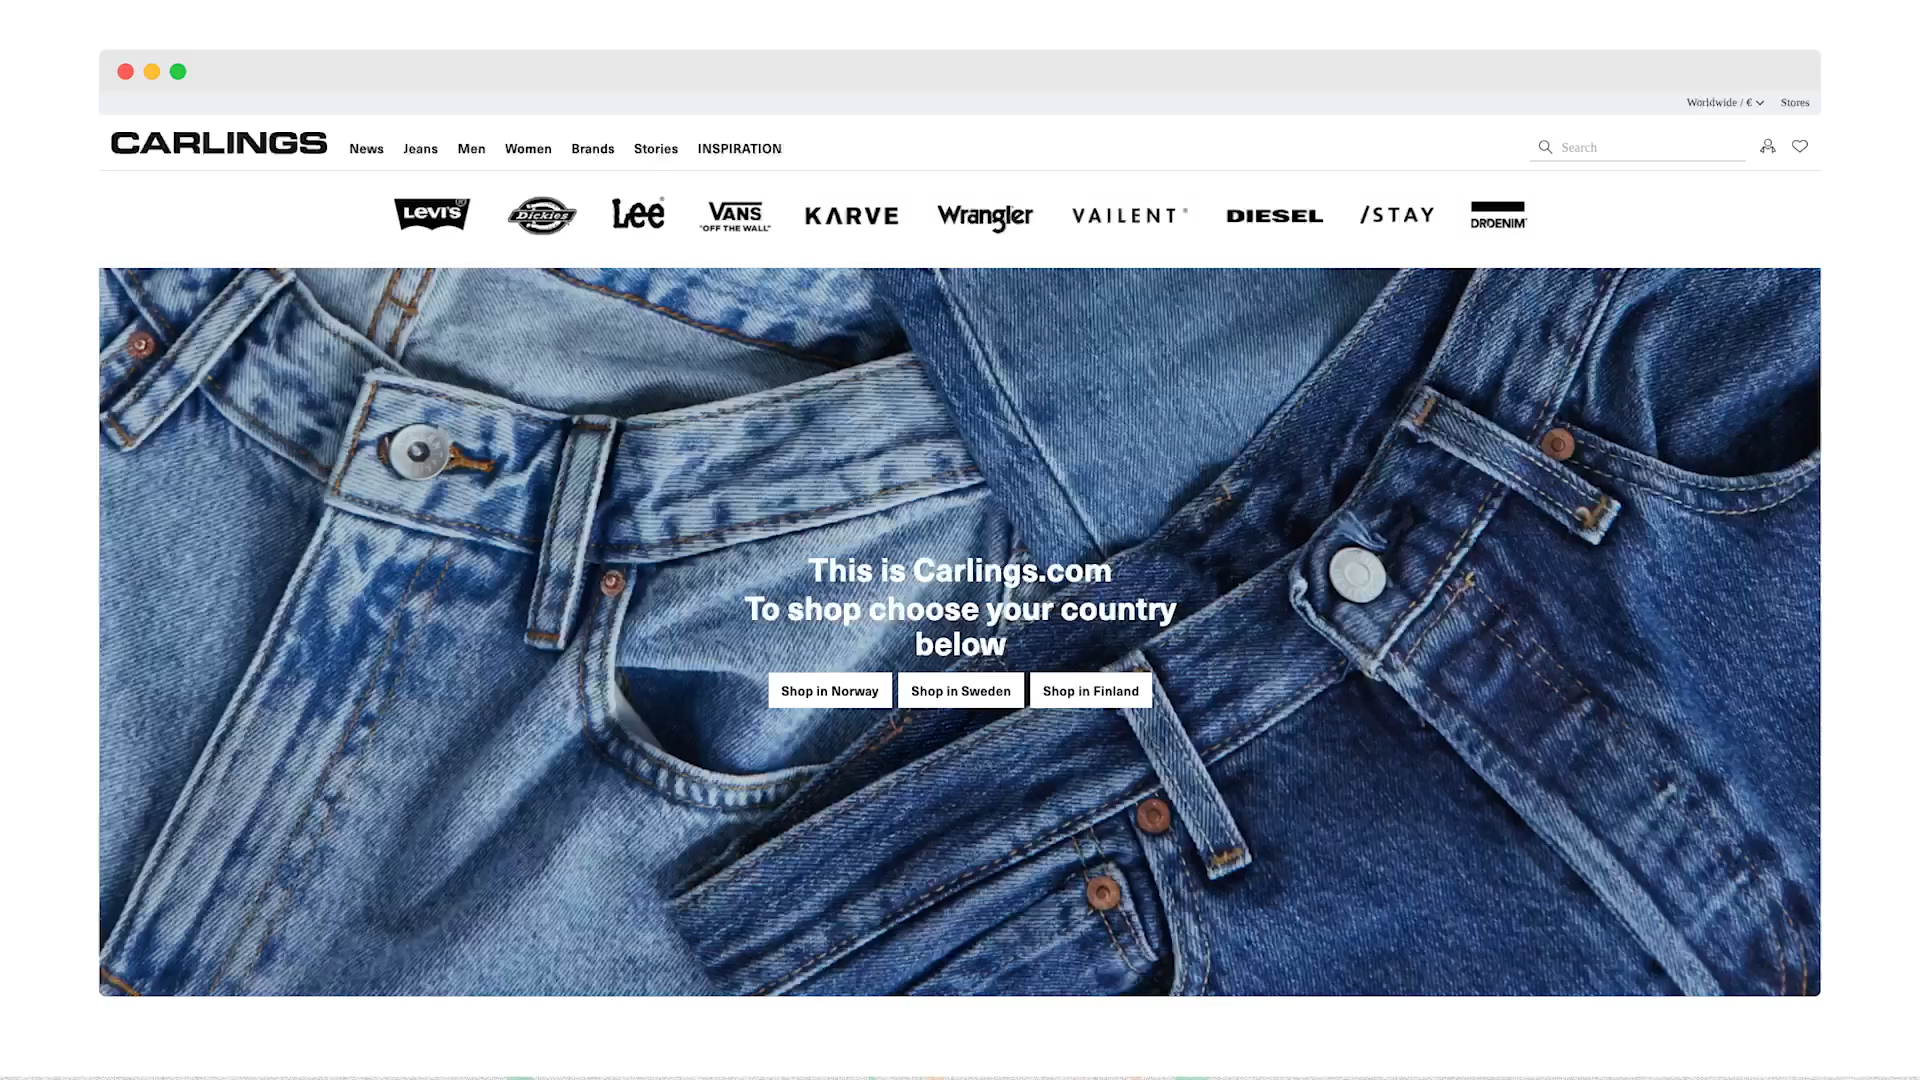 Worldwide / € Stores
CARLINGS News Jeans Men Women Brands Stories INSPIRATION Search
LEVI'S® Dickies Lee® VANS "OFF THE WALL" KARVE Wrangler VAILENT® DIESEL /STAY DRDENIM
This is Carlings.com
To shop choose your country
below
Shop in Norway Shop in Sweden Shop in Finland